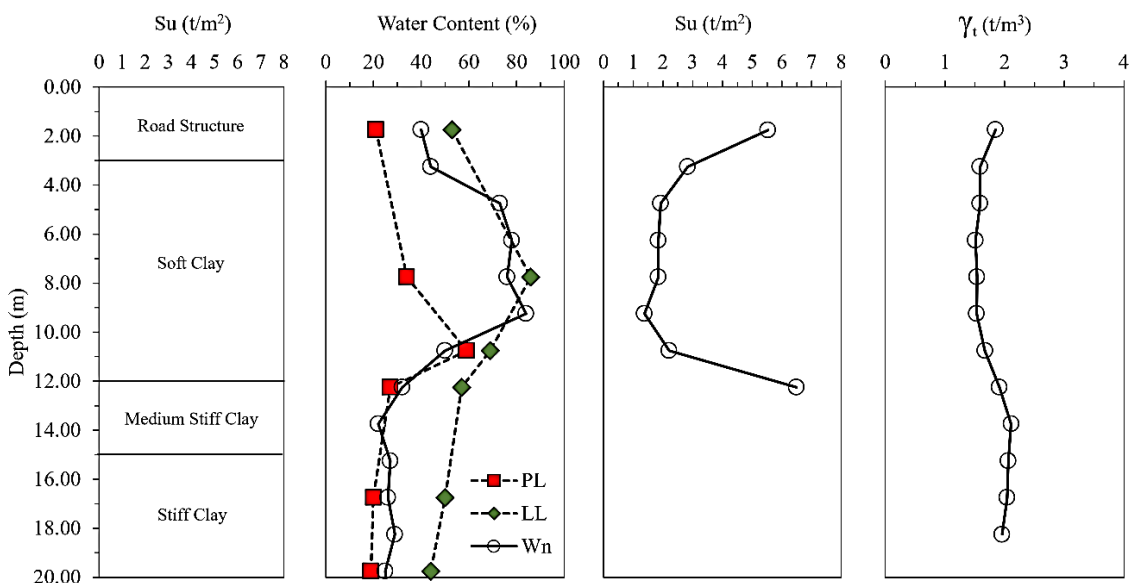 Su (t/m²)
0 1 2 3 4 5 6 7 8
Water Content (%)
0 20 40 60 80 100
Su (t/m²)
0 1 2 3 4 5 6 7 8
γt (t/m³)
0 1 2 3 4
Depth (m)
0.00
2.00
4.00
6.00
8.00
10.00
12.00
14.00
16.00
18.00
20.00
Road Structure
Soft Clay
Medium Stiff Clay
Stiff Clay
PL
LL
Wn